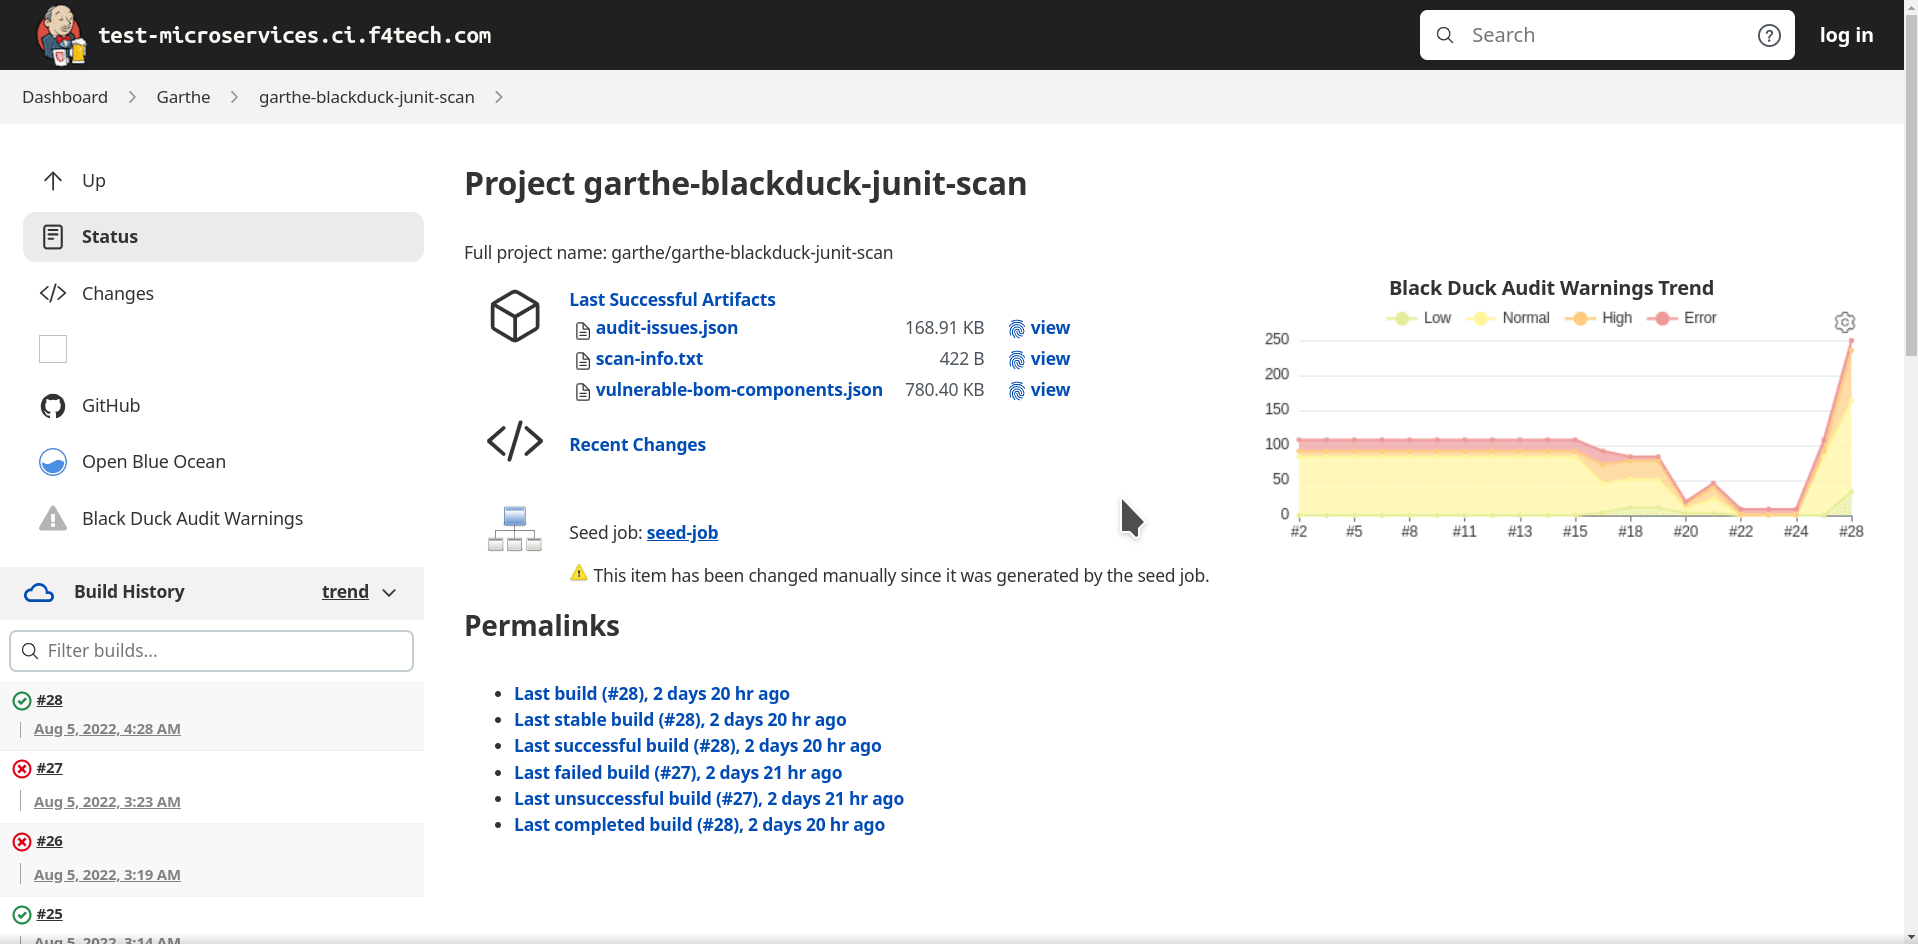 test-microservices.ci.f4tech.com
Search
log in
Dashboard
Garthe
garthe-blackduck-junit-scan
Up
Status
Changes
GitHub
Open Blue Ocean
Black Duck Audit Warnings
Build History
trend
Filter builds...
#28
Aug 5, 2022, 4:28 AM
#27
Aug 5, 2022, 3:23 AM
#26
Aug 5, 2022, 3:19 AM
#25
Aug 5, 2022, 3:14 AM
Project garthe-blackduck-junit-scan
Full project name: garthe/garthe-blackduck-junit-scan
Last Successful Artifacts
audit-issues.json 168.91 KB view
scan-info.txt 422 B view
vulnerable-bom-components.json 780.40 KB view
Recent Changes
Seed job: seed-job
This item has been changed manually since it was generated by the seed job.
Permalinks
Last build (#28), 2 days 20 hr ago
Last stable build (#28), 2 days 20 hr ago
Last successful build (#28), 2 days 20 hr ago
Last failed build (#27), 2 days 21 hr ago
Last unsuccessful build (#27), 2 days 21 hr ago
Last completed build (#28), 2 days 20 hr ago
Black Duck Audit Warnings Trend
Low Normal High Error
250
200
150
100
50
0
#2 #5 #8 #11 #13 #15 #18 #20 #22 #24 #28